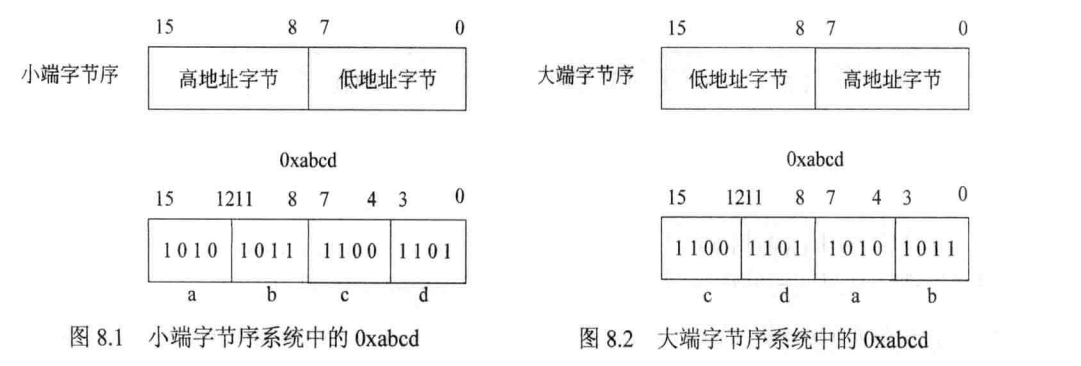 15 8 7 0
小端字节序 高地址字节 低地址字节
0xabcd
15 1211 8 7 4 3 0
1010 1011 1100 1101
a b c d
图 8.1 小端字节序系统中的 0xabcd
15 8 7 0
大端字节序 低地址字节 高地址字节
0xabcd
15 1211 8 7 4 3 0
1100 1101 1010 1011
c d a b
图 8.2 大端字节序系统中的 0xabcd